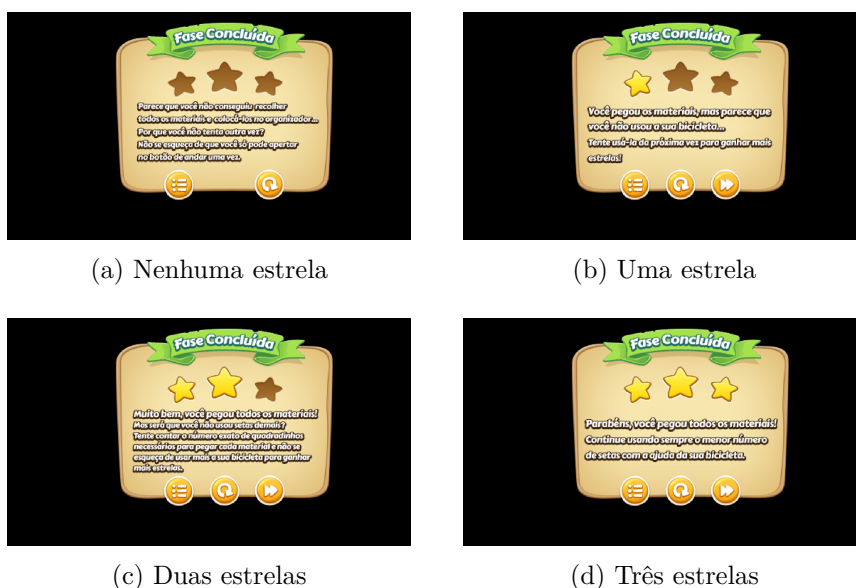 Fase Concluída
Parece que você não conseguiu recolher
todos os materiais e colocá-los no organizador...
Por que você não tenta outra vez?
Não se esqueça de que você só pode apertar
no botão de andar uma vez.
(a) Nenhuma estrela
Fase Concluída
Você pegou os materiais, mas parece que
você não usou a sua bicicleta...
Tente usá-la da próxima vez para ganhar mais
estrelas!
(b) Uma estrela
Fase Concluída
Muito bem, você pegou todos os materiais!
Mas será que você não usou setas demais?
Tente contar o número exato de quadradinhos
necessários para pegar cada material e não se
esqueça de usar mais a sua bicicleta para ganhar
mais estrelas.
(c) Duas estrelas
Fase Concluída
Parabéns, você pegou todos os materiais!
Continue usando sempre o menor número
de setas com a ajuda da sua bicicleta.
(d) Três estrelas